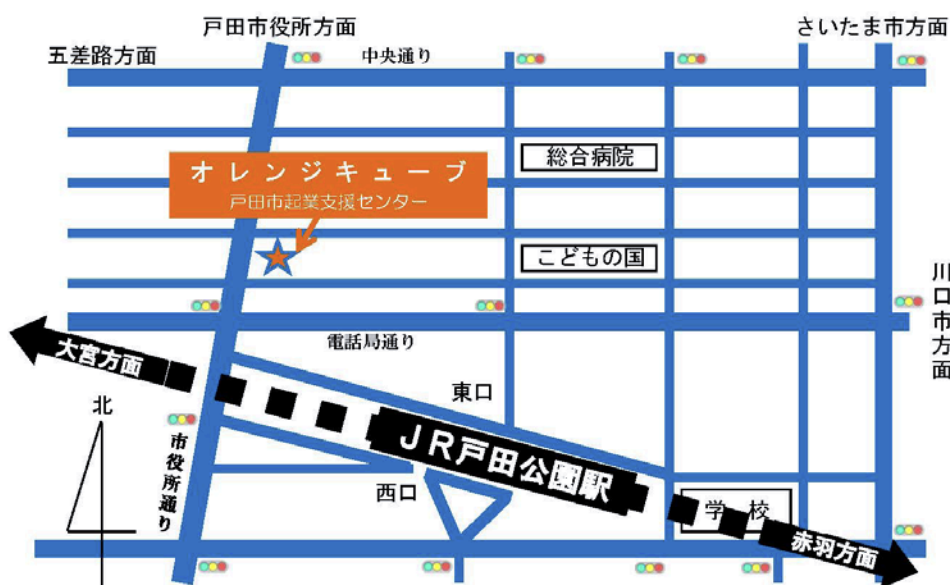 戸田市役所方面
さいたま市方面
五差路方面
中央通り
総合病院
オレンジキューブ
戸田市起業支援センター
こどもの国
川口市方面
電話局通り
大宮方面
東口
北
JR戸田公園駅
市役所通り
西口
学校
赤羽方面